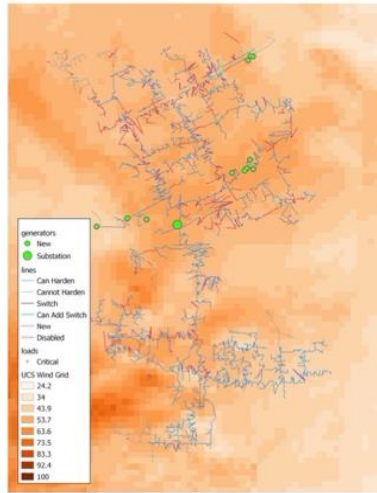 generators
New
Substation
lines
Can Harden
Cannot Harden
Switch
Can Add Switch
New
Disabled
loads
Critical
UCS Wind Grid
24.2
34
43.9
53.7
63.6
73.5
83.3
92.4
100